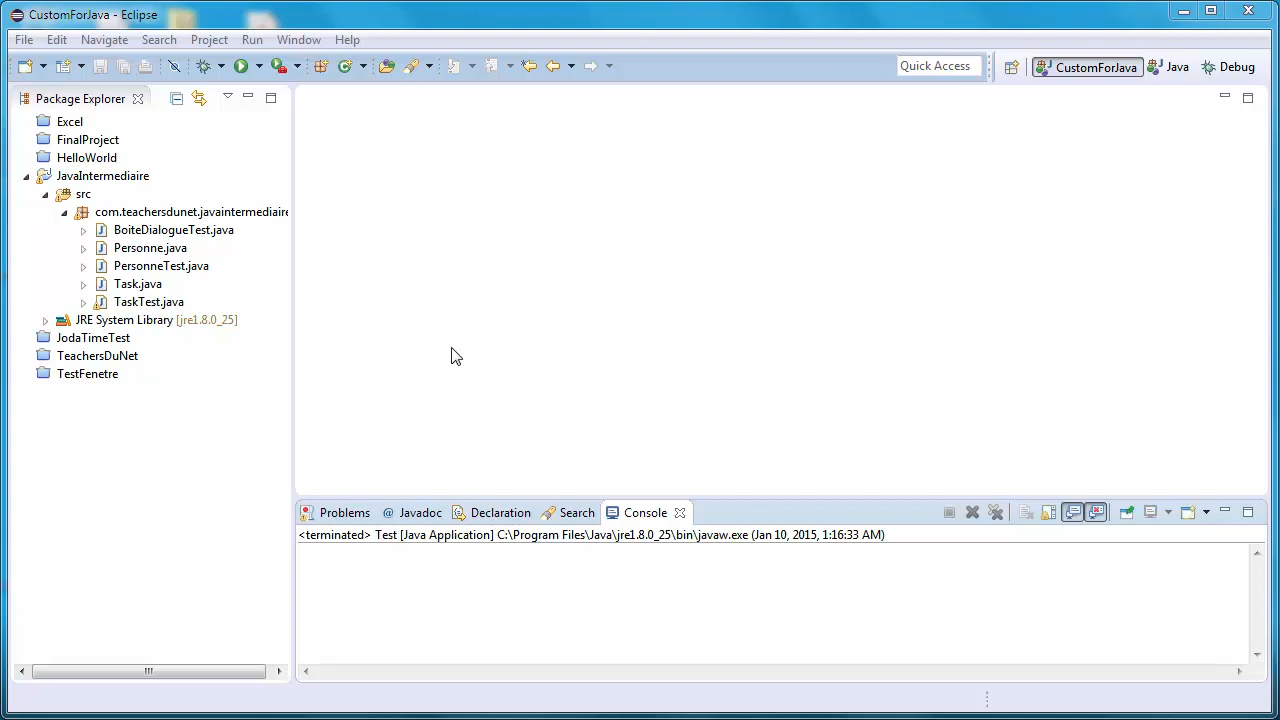 CustomForJava - Eclipse
File Edit Navigate Search Project Run Window Help
Quick Access CustomForJava Java Debug
Package Explorer
Excel
FinalProject
HelloWorld
JavaIntermediaire
src
com.teachersdunet.javaintermediaire
BoiteDialogueTest.java
Personne.java
PersonneTest.java
Task.java
TaskTest.java
JRE System Library [jre1.8.0_25]
JodaTimeTest
TeachersDuNet
TestFenetre
Problems @ Javadoc Declaration Search Console
<terminated> Test [Java Application] C:\Program Files\Java\jre1.8.0_25\bin\javaw.exe (Jan 10, 2015, 1:16:33 AM)